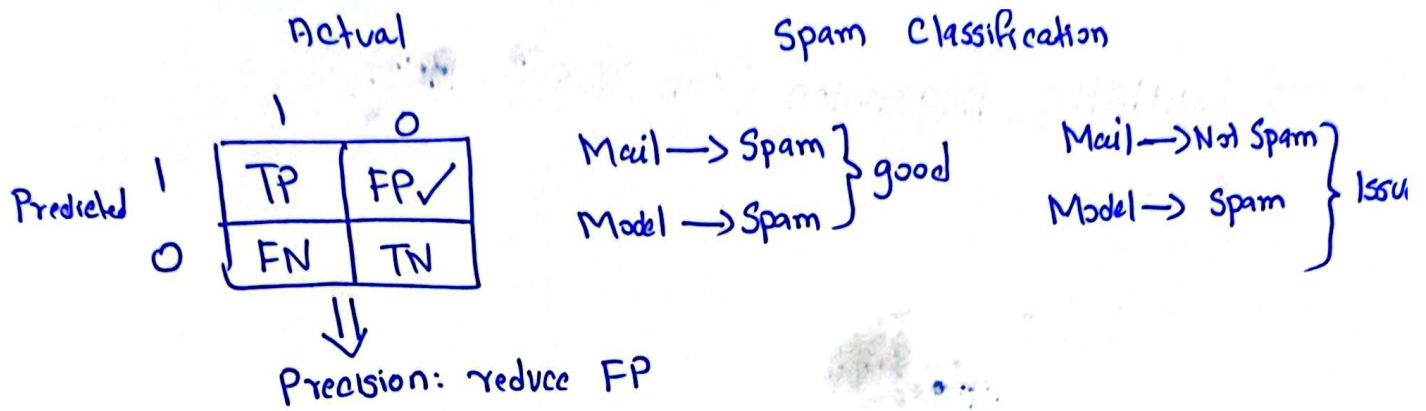 Actual
Spam Classification
1 0
Predicted 1 TP FP✓
0 FN TN
Mail → Spam
Model → Spam
good
Mail → Not Spam
Model → Spam
⇓
Precision: reduce FP